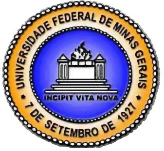 UNIVERSIDADE FEDERAL DE MINAS GERAIS
INCIPIT VITA NOVA
7 DE SETEMBRO DE 1927